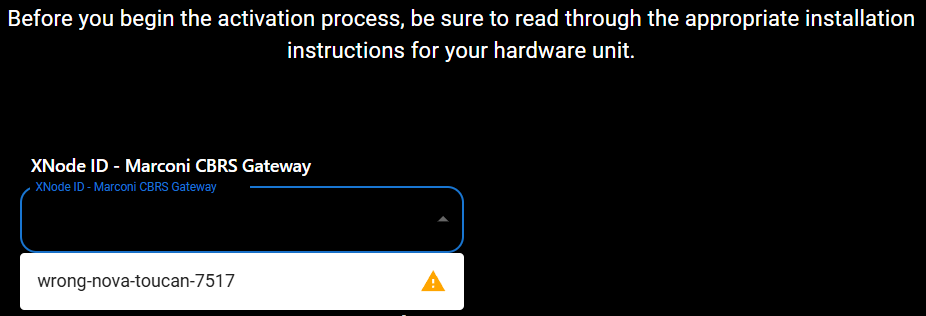 Before you begin the activation process, be sure to read through the appropriate installation
instructions for your hardware unit.
XNode ID - Marconi CBRS Gateway
XNode ID - Marconi CBRS Gateway
wrong-nova-toucan-7517